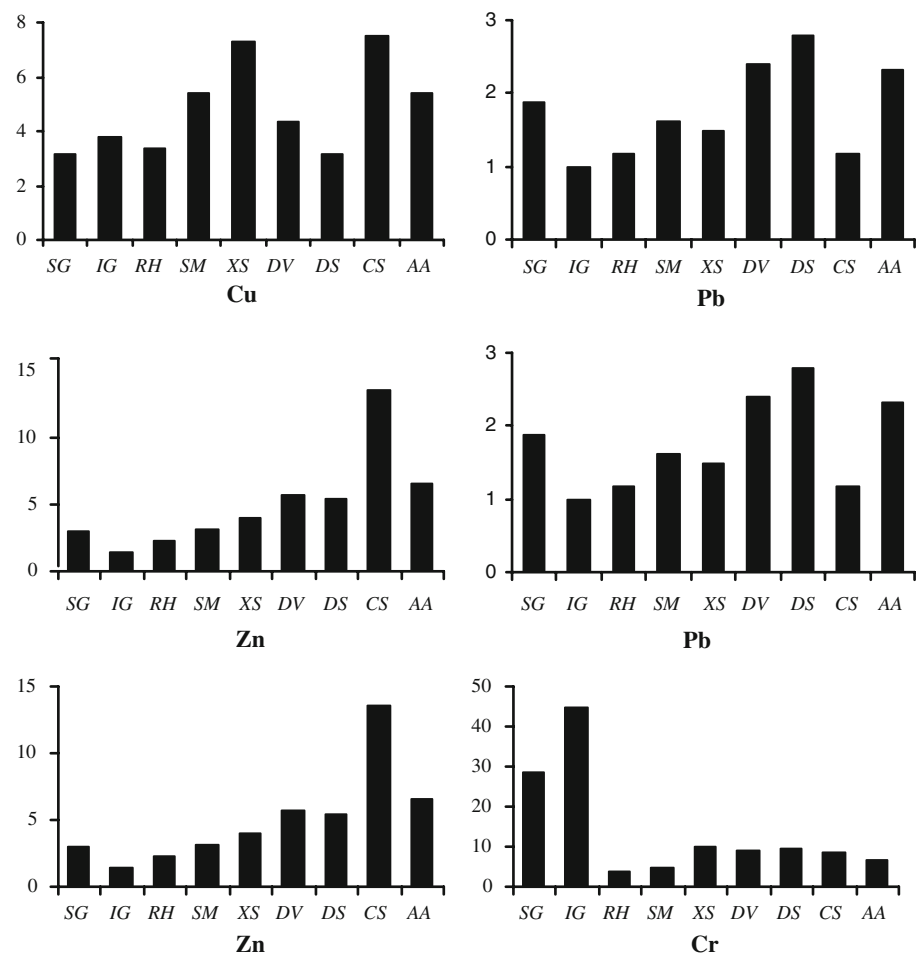 8
6
4
2
0
SG IG RH SM XS DV DS CS AA
Cu
3
2
1
0
SG IG RH SM XS DV DS CS AA
Pb
15
10
5
0
SG IG RH SM XS DV DS CS AA
Zn
3
2
1
0
SG IG RH SM XS DV DS CS AA
Pb
15
10
5
0
SG IG RH SM XS DV DS CS AA
Zn
50
40
30
20
10
0
SG IG RH SM XS DV DS CS AA
Cr